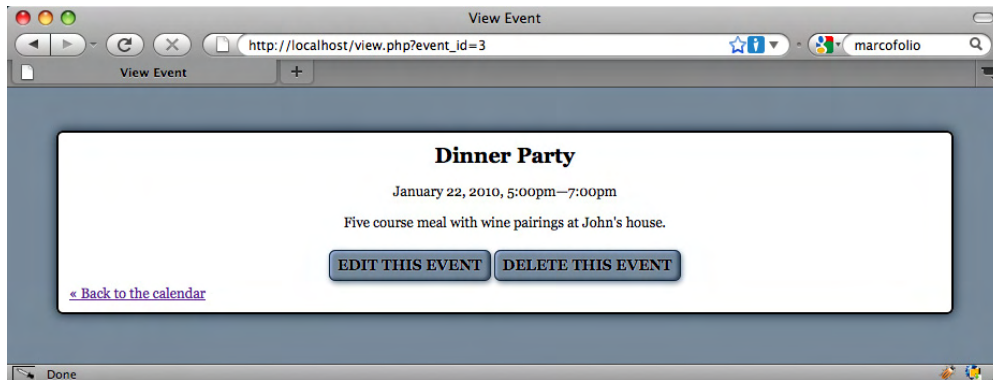 View Event
http://localhost/view.php?event_id=3
marcofolio
View Event
Dinner Party
January 22, 2010, 5:00pm—7:00pm
Five course meal with wine pairings at John's house.
EDIT THIS EVENT DELETE THIS EVENT
« Back to the calendar
Done